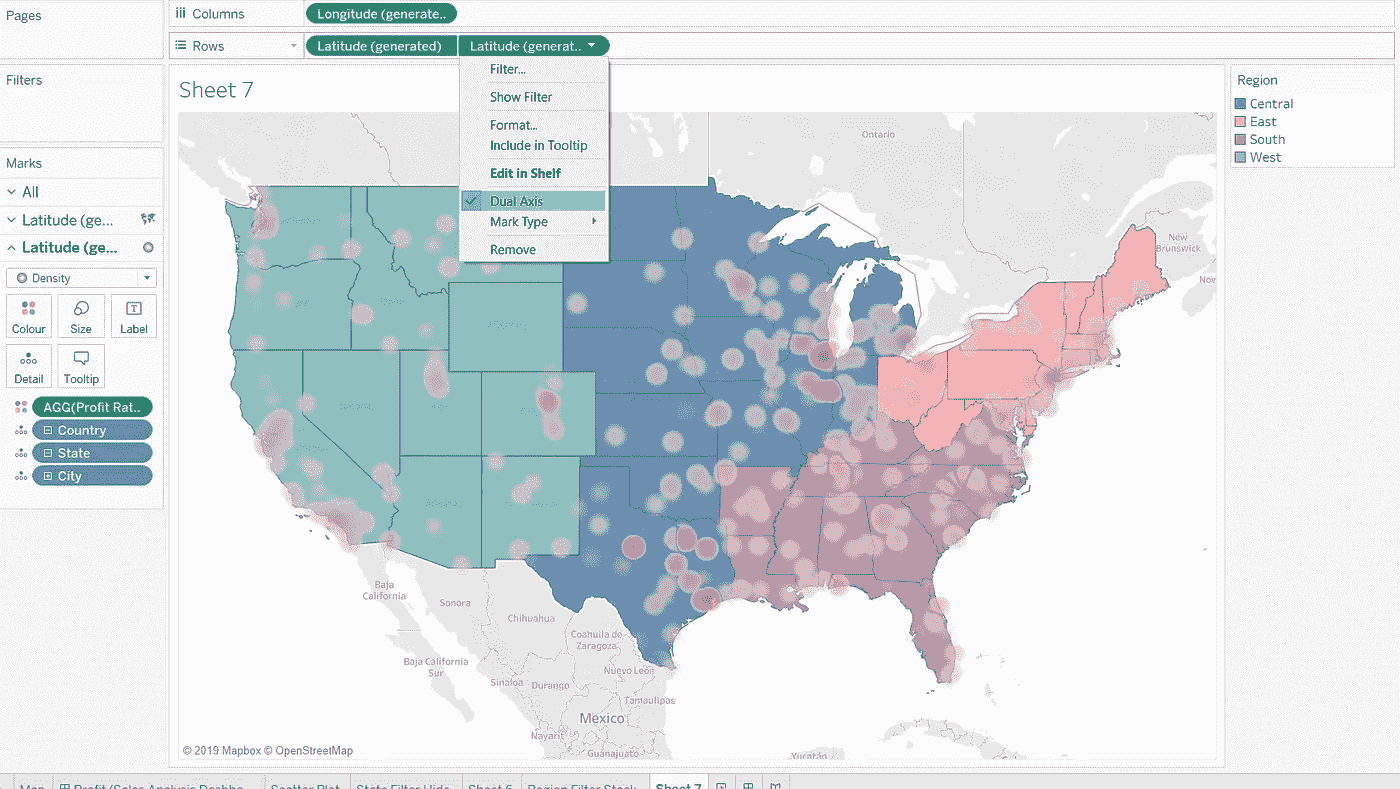 Pages
Columns
Longitude (generate..
Rows
Latitude (generated)
Latitude (generat..
Filters
Filter...
Show Filter
Format...
Include in Tooltip
Edit in Shelf
Dual Axis
Mark Type
Remove
Sheet 7
Region
Central
East
South
West
Marks
All
Latitude (ge...
Latitude (ge...
Density
Colour
Size
Label
Detail
Tooltip
AGG(Profit Rat..
Country
State
City
Ontario
New
Brunswick
Nov
Baja
California
Sonora
Chihuahua
Coahuila de
Zaragoza
Baja California
Sur
Nuevo León
Sinaloa
Durango
Tamaulipas
Mexico
Nayarit
Guanajuato
Yucatán
© 2019 Mapbox © OpenStreetMap
Map
Profit (Sales Analysis Dashbo
Scatter Plot
State Filter Hide
Sheet 6
Region Filter Stack
Sheet 7